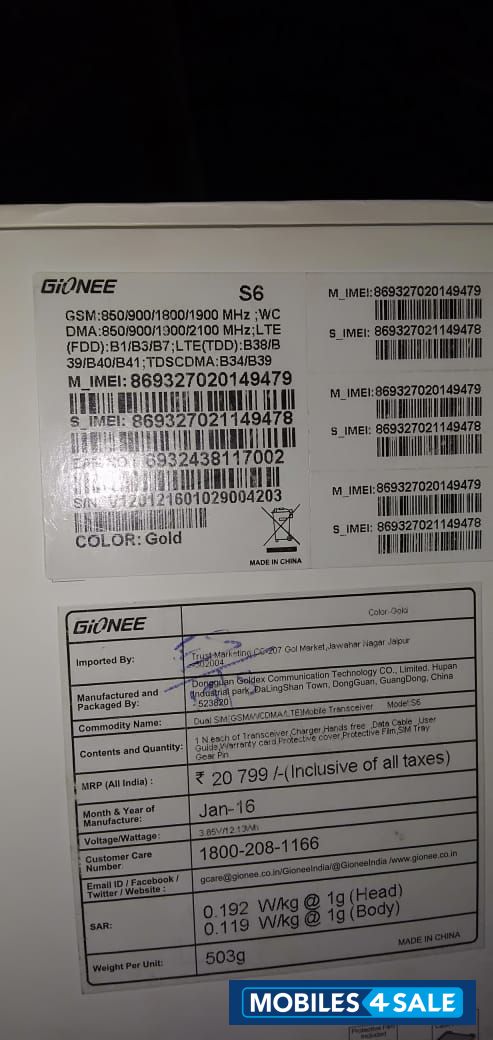 GIONEE
S6
GSM:850/900/1800/1900 MHz ;WC
DMA:850/900/1900/2100 MHz;LTE
(FDD):B1/B3/B7;LTE(TDD):B38/B
39/B40/B41;TDSCDMA:B34/B39
M_IMEI: 869327020149479
S_IMEI: 869327021149478
6932438117002
S/N: V120121601029004203
COLOR: Gold
MADE IN CHINA
M_IMEI:869327020149479
S_IMEI: 869327021149478
M_IMEI:869327020149479
S_IMEI: 869327021149478
M_IMEI:869327020149479
S_IMEI: 869327021149478
GIONEE
Color-Gold
Imported By:
Trust Marketing CC-207 Gol Market,Jawahar Nagar Jaipur
302004
Manufactured and
Packaged By:
Dongguan Goldex Communication Technology CO., Limited. Hupan
Industrial park, DaLingShan Town, DongGuan, GuangDong, China
523820
Commodity Name:
Dual SIM(GSM/WCDMA/LTE)Mobile Transceiver Model:S6
Contents and Quantity:
1 N each of Transceiver,Charger,Hands free ,Data Cable ,User
Guide,Warranty card,Protective cover,Protective Film,SIM Tray
Gear Pin
MRP (All India) :
₹ 20 799 /-(Inclusive of all taxes)
Month & Year of
Manufacture:
Jan-16
Voltage/Wattage:
3.85V/12.13Wh
Customer Care
Number
1800-208-1166
Email ID / Facebook /
Twitter / Website :
gcare@gionee.co.in/GioneeIndia/@GioneeIndia /www.gionee.co.in
SAR:
0.192 W/kg @ 1g (Head)
0.119 W/kg @ 1g (Body)
Weight Per Unit:
503g
MADE IN CHINA
MOBILES4SALE
Protective Film
Included